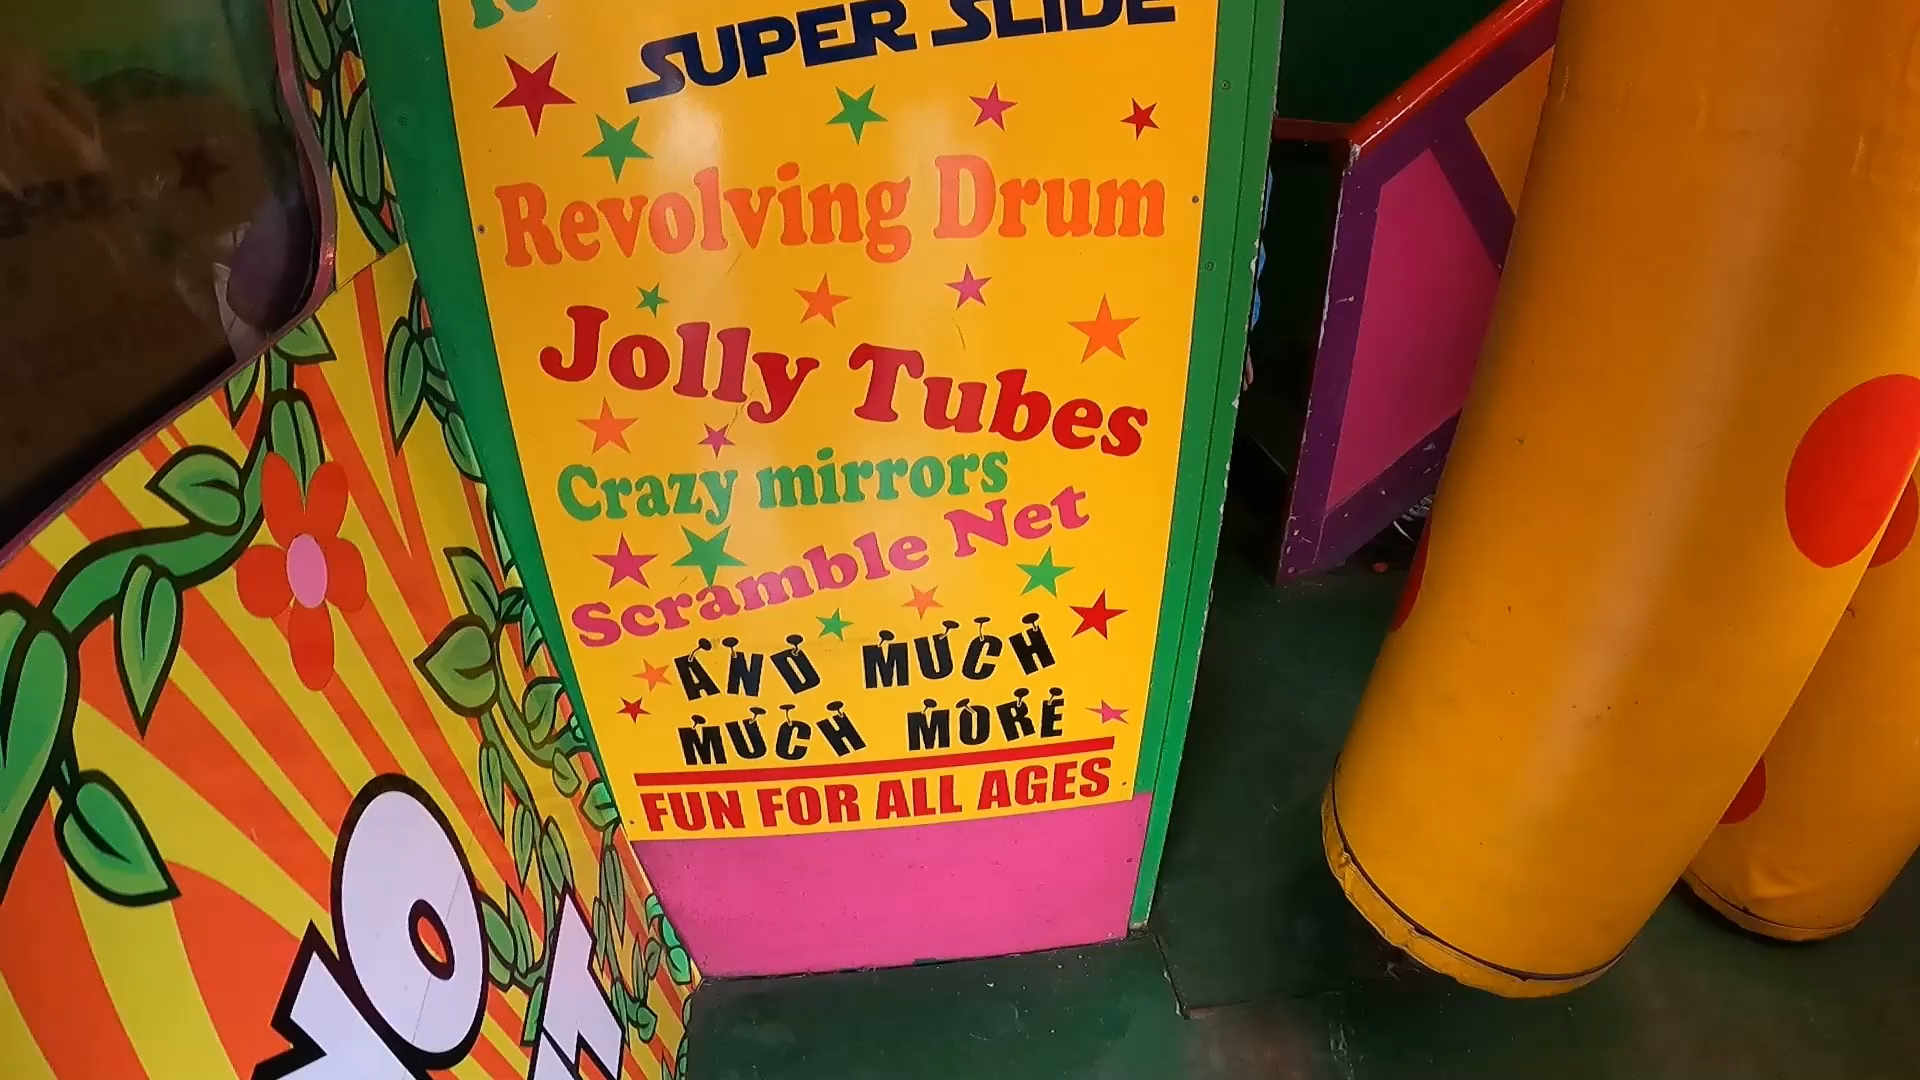 SUPER SLIDE
Revolving Drum
Jolly Tubes
Crazy mirrors
Scramble Net
AND MUCH
MUCH MORE
FUN FOR ALL AGES